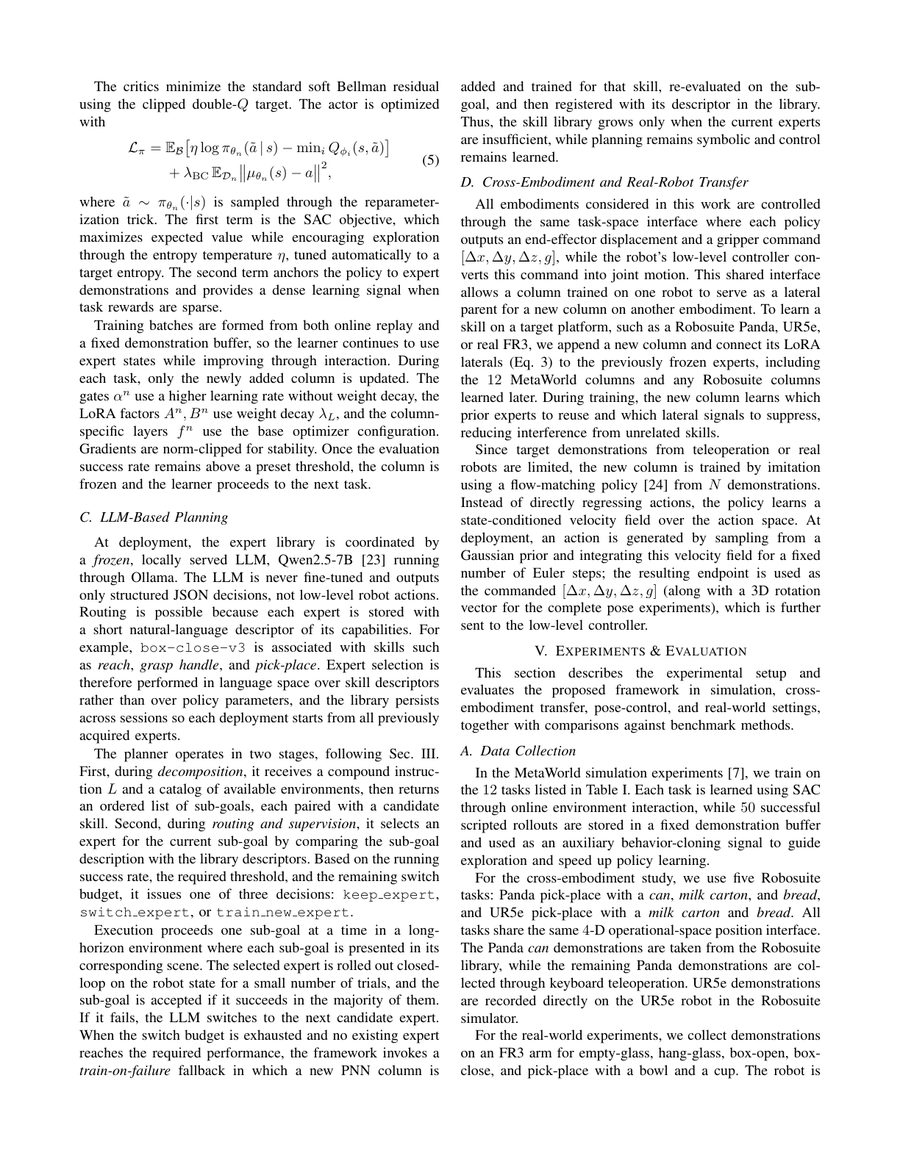 The critics minimize the standard soft Bellman residual
using the clipped double-Q target. The actor is optimized
with
ℒ_π = 𝔼_ℬ[η log π_{θ_n}(ã | s) − min_i Q_{ϕ_i}(s, ã)]
+ λ_BC 𝔼_{𝒟_n} ‖μ_{θ_n}(s) − a‖², (5)
where ã ∼ π_{θ_n}(·|s) is sampled through the reparameter-
ization trick. The first term is the SAC objective, which
maximizes expected value while encouraging exploration
through the entropy temperature η, tuned automatically to a
target entropy. The second term anchors the policy to expert
demonstrations and provides a dense learning signal when
task rewards are sparse.
Training batches are formed from both online replay and
a fixed demonstration buffer, so the learner continues to use
expert states while improving through interaction. During
each task, only the newly added column is updated. The
gates αⁿ use a higher learning rate without weight decay, the
LoRA factors Aⁿ, Bⁿ use weight decay λ_L, and the column-
specific layers fⁿ use the base optimizer configuration.
Gradients are norm-clipped for stability. Once the evaluation
success rate remains above a preset threshold, the column is
frozen and the learner proceeds to the next task.
C. LLM-Based Planning
At deployment, the expert library is coordinated by
a frozen, locally served LLM, Qwen2.5-7B [23] running
through Ollama. The LLM is never fine-tuned and outputs
only structured JSON decisions, not low-level robot actions.
Routing is possible because each expert is stored with
a short natural-language descriptor of its capabilities. For
example, box-close-v3 is associated with skills such
as reach, grasp handle, and pick-place. Expert selection is
therefore performed in language space over skill descriptors
rather than over policy parameters, and the library persists
across sessions so each deployment starts from all previously
acquired experts.
The planner operates in two stages, following Sec. III.
First, during decomposition, it receives a compound instruc-
tion L and a catalog of available environments, then returns
an ordered list of sub-goals, each paired with a candidate
skill. Second, during routing and supervision, it selects an
expert for the current sub-goal by comparing the sub-goal
description with the library descriptors. Based on the running
success rate, the required threshold, and the remaining switch
budget, it issues one of three decisions: keep_expert,
switch_expert, or train_new_expert.
Execution proceeds one sub-goal at a time in a long-
horizon environment where each sub-goal is presented in its
corresponding scene. The selected expert is rolled out closed-
loop on the robot state for a small number of trials, and the
sub-goal is accepted if it succeeds in the majority of them.
If it fails, the LLM switches to the next candidate expert.
When the switch budget is exhausted and no existing expert
reaches the required performance, the framework invokes a
train-on-failure fallback in which a new PNN column is
added and trained for that skill, re-evaluated on the sub-
goal, and then registered with its descriptor in the library.
Thus, the skill library grows only when the current experts
are insufficient, while planning remains symbolic and control
remains learned.
D. Cross-Embodiment and Real-Robot Transfer
All embodiments considered in this work are controlled
through the same task-space interface where each policy
outputs an end-effector displacement and a gripper command
[Δx, Δy, Δz, g], while the robot's low-level controller con-
verts this command into joint motion. This shared interface
allows a column trained on one robot to serve as a lateral
parent for a new column on another embodiment. To learn a
skill on a target platform, such as a Robosuite Panda, UR5e,
or real FR3, we append a new column and connect its LoRA
laterals (Eq. 3) to the previously frozen experts, including
the 12 MetaWorld columns and any Robosuite columns
learned later. During training, the new column learns which
prior experts to reuse and which lateral signals to suppress,
reducing interference from unrelated skills.
Since target demonstrations from teleoperation or real
robots are limited, the new column is trained by imitation
using a flow-matching policy [24] from N demonstrations.
Instead of directly regressing actions, the policy learns a
state-conditioned velocity field over the action space. At
deployment, an action is generated by sampling from a
Gaussian prior and integrating this velocity field for a fixed
number of Euler steps; the resulting endpoint is used as
the commanded [Δx, Δy, Δz, g] (along with a 3D rotation
vector for the complete pose experiments), which is further
sent to the low-level controller.
V. EXPERIMENTS & EVALUATION
This section describes the experimental setup and
evaluates the proposed framework in simulation, cross-
embodiment transfer, pose-control, and real-world settings,
together with comparisons against benchmark methods.
A. Data Collection
In the MetaWorld simulation experiments [7], we train on
the 12 tasks listed in Table I. Each task is learned using SAC
through online environment interaction, while 50 successful
scripted rollouts are stored in a fixed demonstration buffer
and used as an auxiliary behavior-cloning signal to guide
exploration and speed up policy learning.
For the cross-embodiment study, we use five Robosuite
tasks: Panda pick-place with a can, milk carton, and bread,
and UR5e pick-place with a milk carton and bread. All
tasks share the same 4-D operational-space position interface.
The Panda can demonstrations are taken from the Robosuite
library, while the remaining Panda demonstrations are col-
lected through keyboard teleoperation. UR5e demonstrations
are recorded directly on the UR5e robot in the Robosuite
simulator.
For the real-world experiments, we collect demonstrations
on an FR3 arm for empty-glass, hang-glass, box-open, box-
close, and pick-place with a bowl and a cup. The robot is